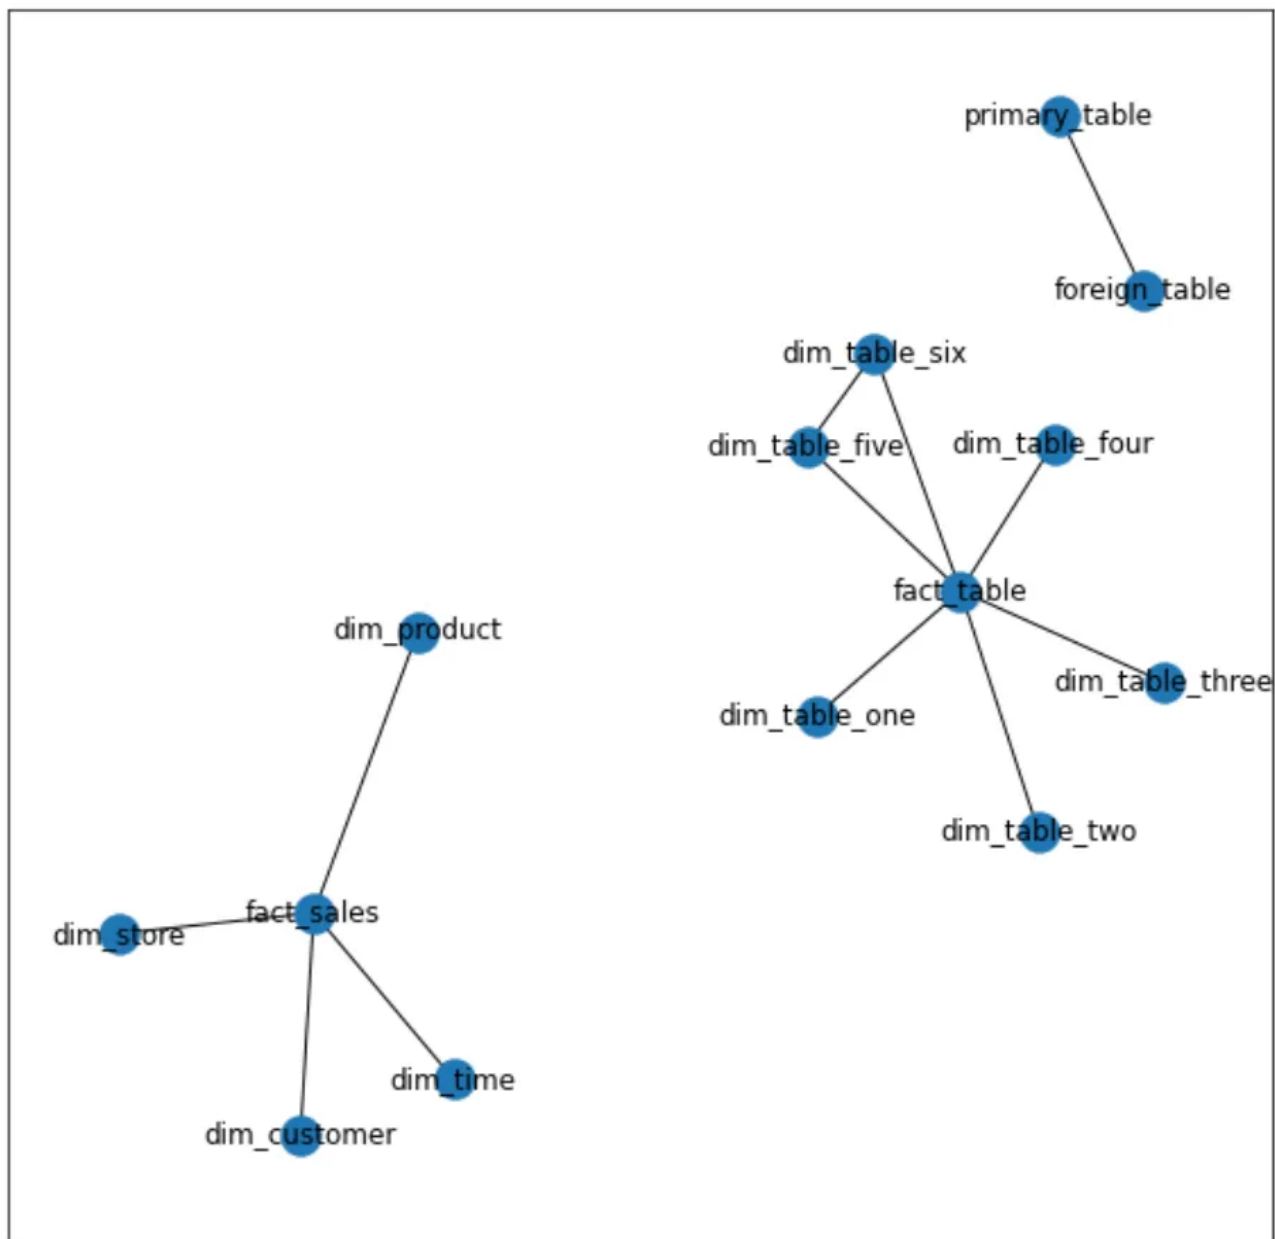 primary_table
foreign_table
dim_table_six
dim_table_five
dim_table_four
fact_table
dim_product
dim_table_three
dim_table_one
dim_table_two
fact_sales
dim_store
dim_time
dim_customer